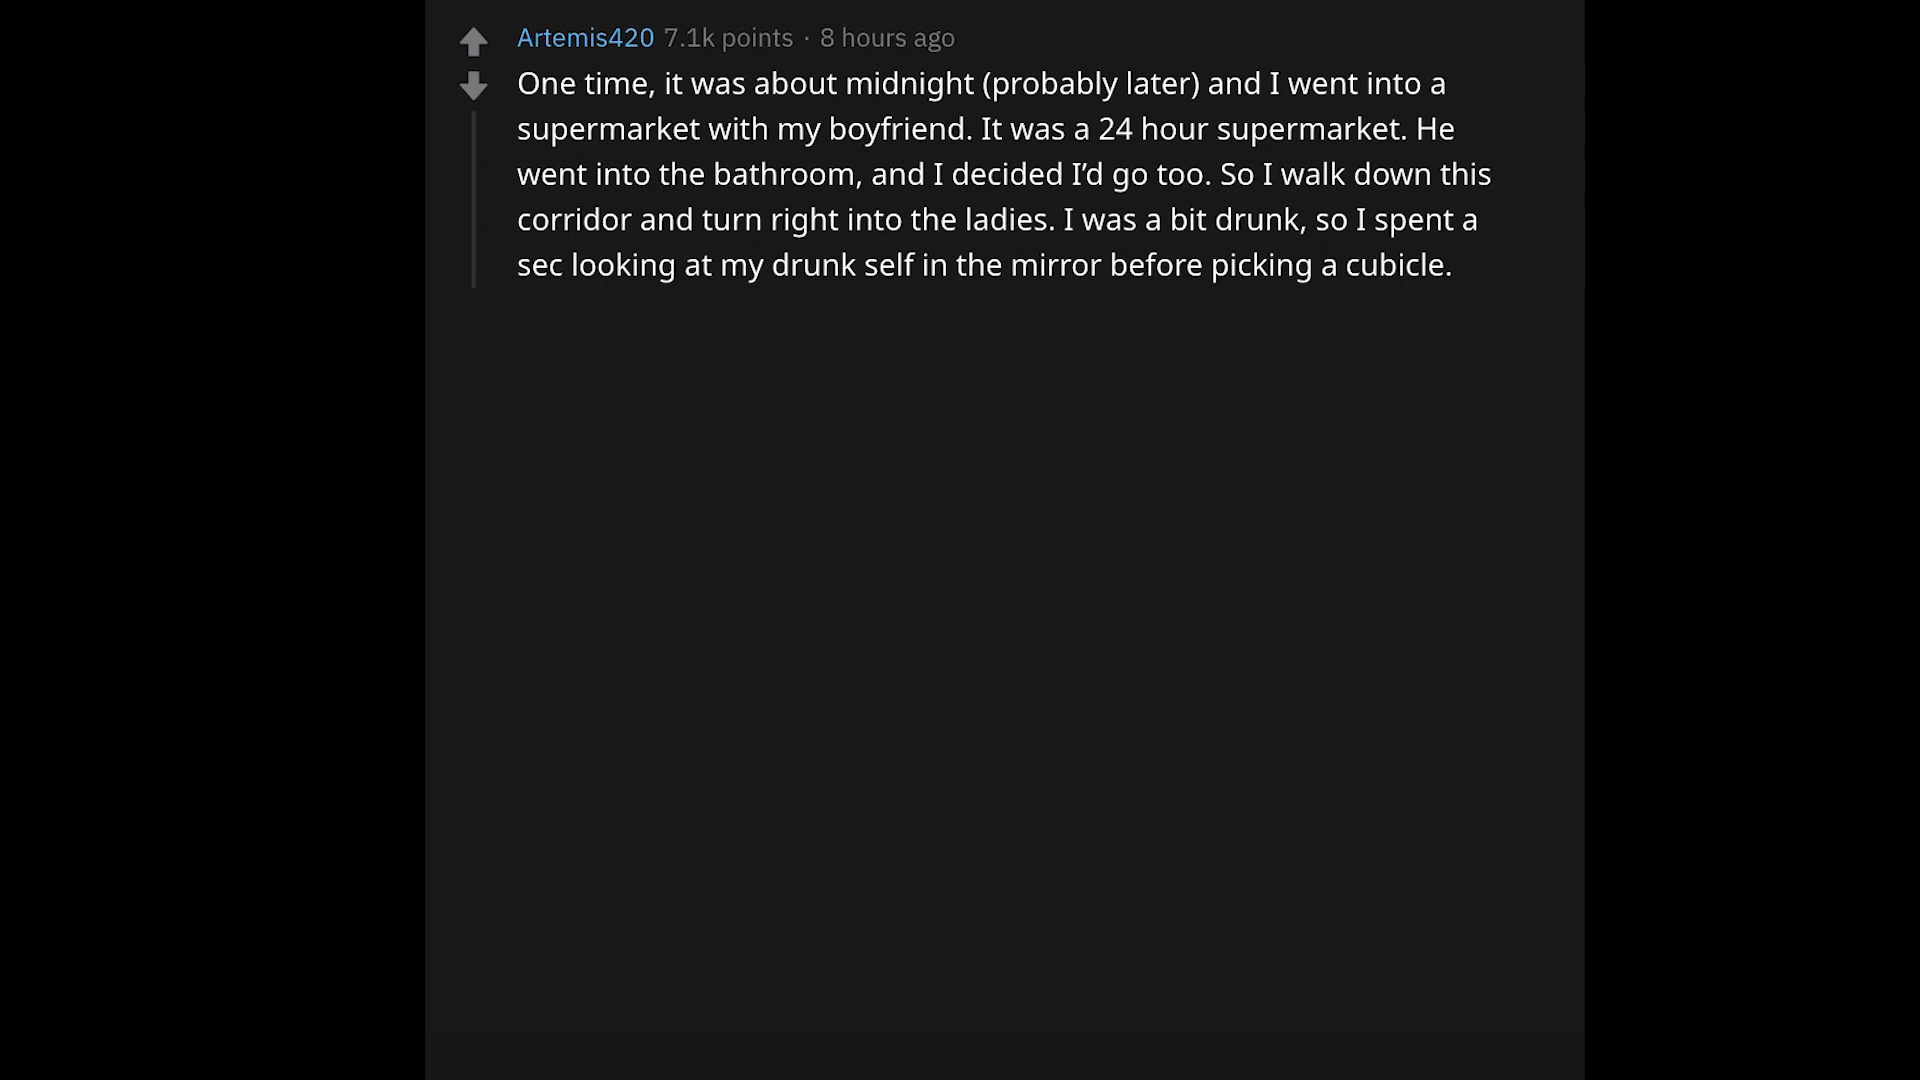 Artemis420 7.1k points · 8 hours ago
One time, it was about midnight (probably later) and I went into a
supermarket with my boyfriend. It was a 24 hour supermarket. He
went into the bathroom, and I decided I’d go too. So I walk down this
corridor and turn right into the ladies. I was a bit drunk, so I spent a
sec looking at my drunk self in the mirror before picking a cubicle.